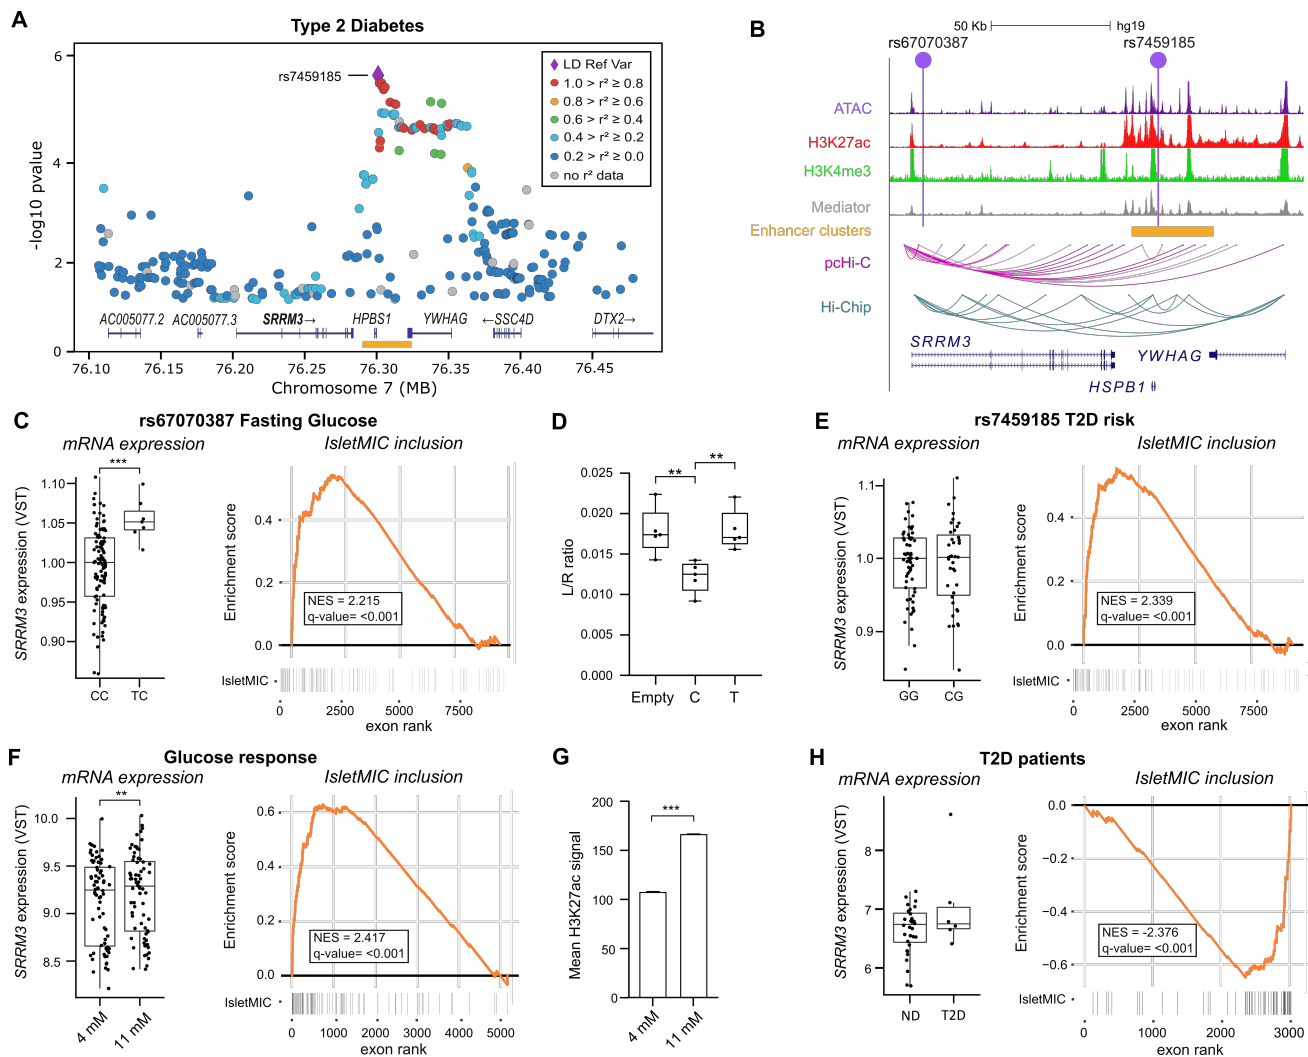 A
Type 2 Diabetes
-log10 pvalue
6
4
2
0
rs7459185
LD Ref Var
1.0 > r² ≥ 0.8
0.8 > r² ≥ 0.6
0.6 > r² ≥ 0.4
0.4 > r² ≥ 0.2
0.2 > r² ≥ 0.0
no r² data
AC005077.2 AC005077.3 SRRM3→ HPBS1 YWHAG ←SSC4D DTX2→
76.10 76.15 76.20 76.25 76.30 76.35 76.40 76.45
Chromosome 7 (MB)
B
50 Kb hg19
rs67070387 rs7459185
ATAC
H3K27ac
H3K4me3
Mediator
Enhancer clusters
pcHi-C
Hi-Chip
SRRM3
YWHAG
HSPB1
C
rs67070387 Fasting Glucose
mRNA expression
SRRM3 expression (VST)
1.10
1.05
1.00
0.95
0.90
***
CC TC
IsletMIC inclusion
Enrichment score
0.4
0.2
0.0
NES = 2.215
q-value= <0.001
IsletMIC
0 2500 5000 7500
exon rank
D
L/R ratio
0.025
0.020
0.015
0.010
0.005
0.000
** **
Empty C T
E
rs7459185 T2D risk
mRNA expression
SRRM3 expression (VST)
1.1
1.0
0.9
GG CG
IsletMIC inclusion
Enrichment score
0.4
0.2
0.0
NES = 2.339
q-value= <0.001
IsletMIC
0 2500 5000 7500
exon rank
F
Glucose response
mRNA expression
SRRM3 expression (VST)
10.0
9.5
9.0
8.5
**
4 mM 11 mM
IsletMIC inclusion
Enrichment score
0.6
0.4
0.2
0.0
NES = 2.417
q-value= <0.001
IsletMIC
0 1000 2000 3000 4000 5000
exon rank
G
Mean H3K27ac signal
200
150
100
50
0
***
4 mM 11 mM
H
T2D patients
mRNA expression
SRRM3 expression (VST)
8
7
6
ND T2D
IsletMIC inclusion
Enrichment score
0.0
−0.2
−0.4
−0.6
NES = -2.376
q-value= <0.001
IsletMIC
0 1000 2000 3000
exon rank